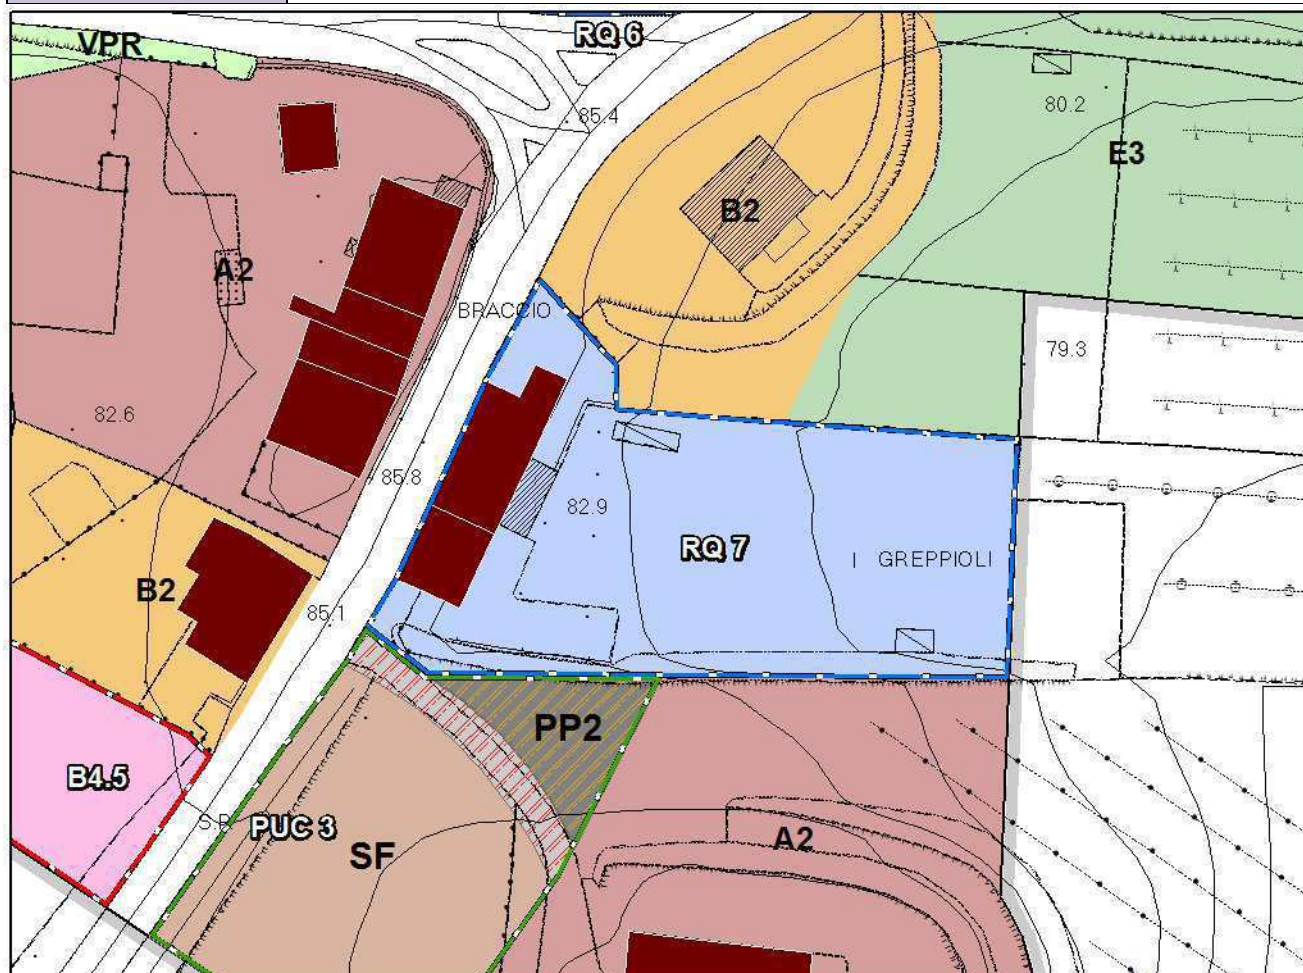 RQ 6
VPR
85.4
80.2
E3
B2
A2
BRACCIO
79.3
82.6
85.8
82.9
RQ 7
I GREPPIOLI
B2
85.1
PP2
B4.5
S.R
PUC 3
SF
A2